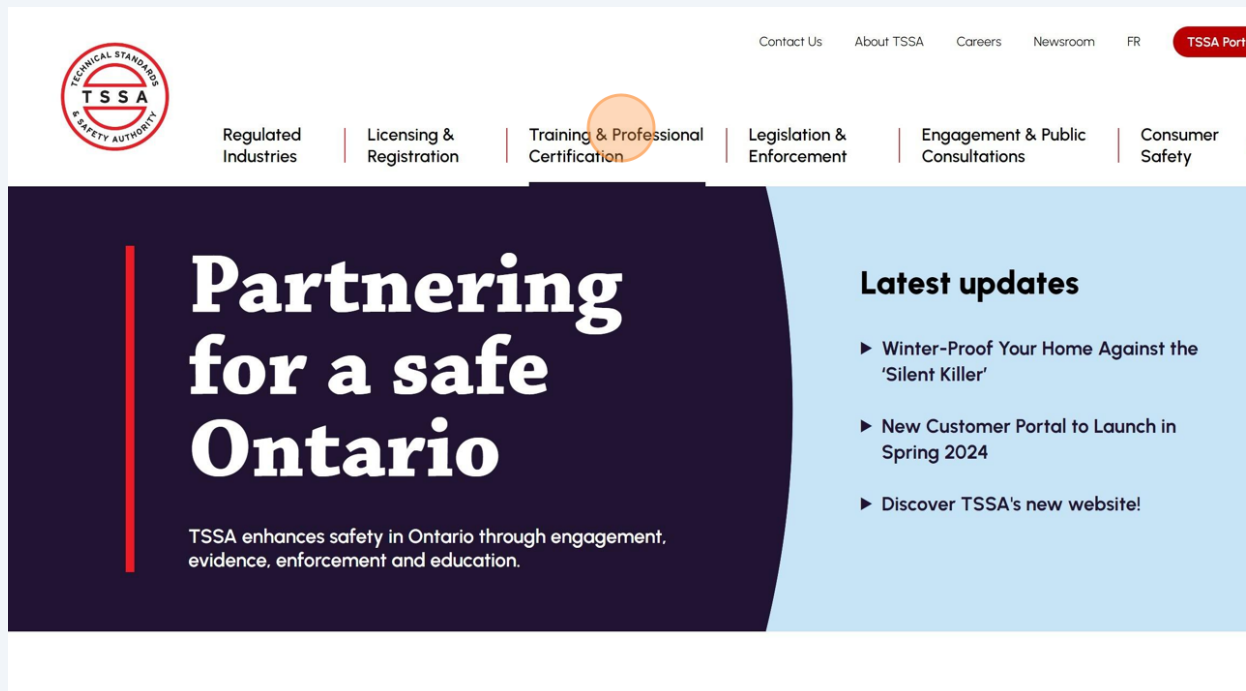 Contact Us About TSSA Careers Newsroom FR TSSA Port
TECHNICAL STANDARDS
TSSA
& SAFETY AUTHORITY
Regulated
Industries
Licensing &
Registration
Training & Professional
Certification
Legislation &
Enforcement
Engagement & Public
Consultations
Consumer
Safety
Partnering
for a safe
Ontario
TSSA enhances safety in Ontario through engagement,
evidence, enforcement and education.
Latest updates
Winter-Proof Your Home Against the
‘Silent Killer’
New Customer Portal to Launch in
Spring 2024
Discover TSSA's new website!